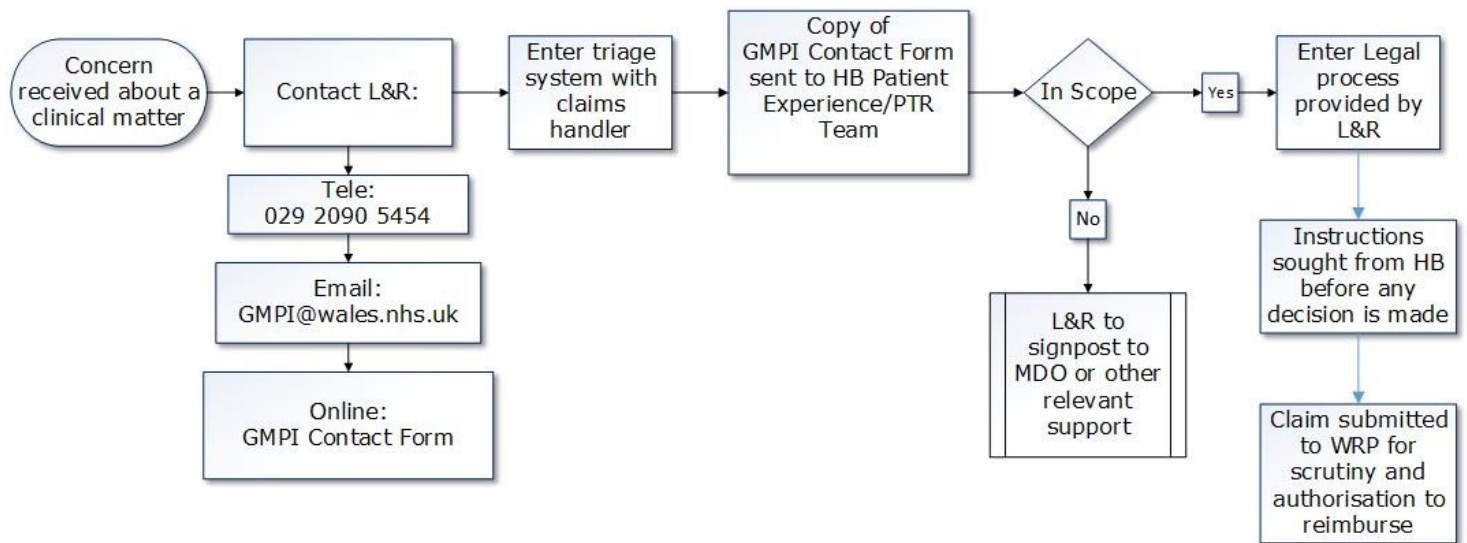 Concern
received about a
clinical matter
Contact L&R:
Tele:
029 2090 5454
Email:
GMPI@wales.nhs.uk
Online:
GMPI Contact Form
Enter triage
system with
claims
handler
Copy of
GMPI Contact Form
sent to HB Patient
Experience/PTR
Team
In Scope
No
L&R to
signpost to
MDO or other
relevant
support
Yes
Enter Legal
process
provided by
L&R
Instructions
sought from HB
before any
decision is made
Claim submitted
to WRP for
scrutiny and
authorisation to
reimburse